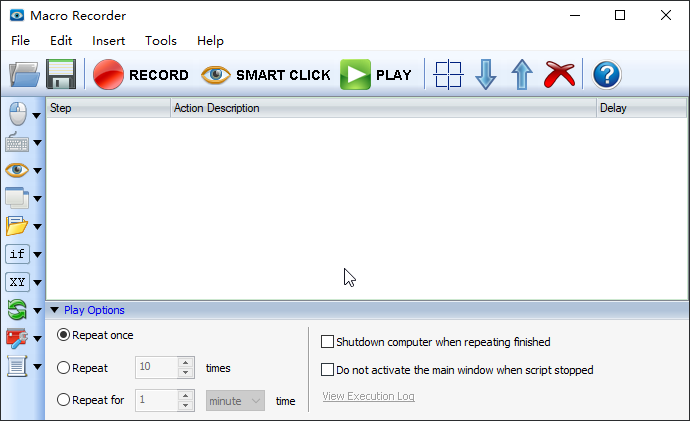 Macro Recorder
File Edit Insert Tools Help
RECORD SMART CLICK PLAY ?
Step Action Description Delay
if
XY
Play Options
Repeat once
Repeat 10 times
Repeat for 1 minute time
Shutdown computer when repeating finished
Do not activate the main window when script stopped
View Execution Log